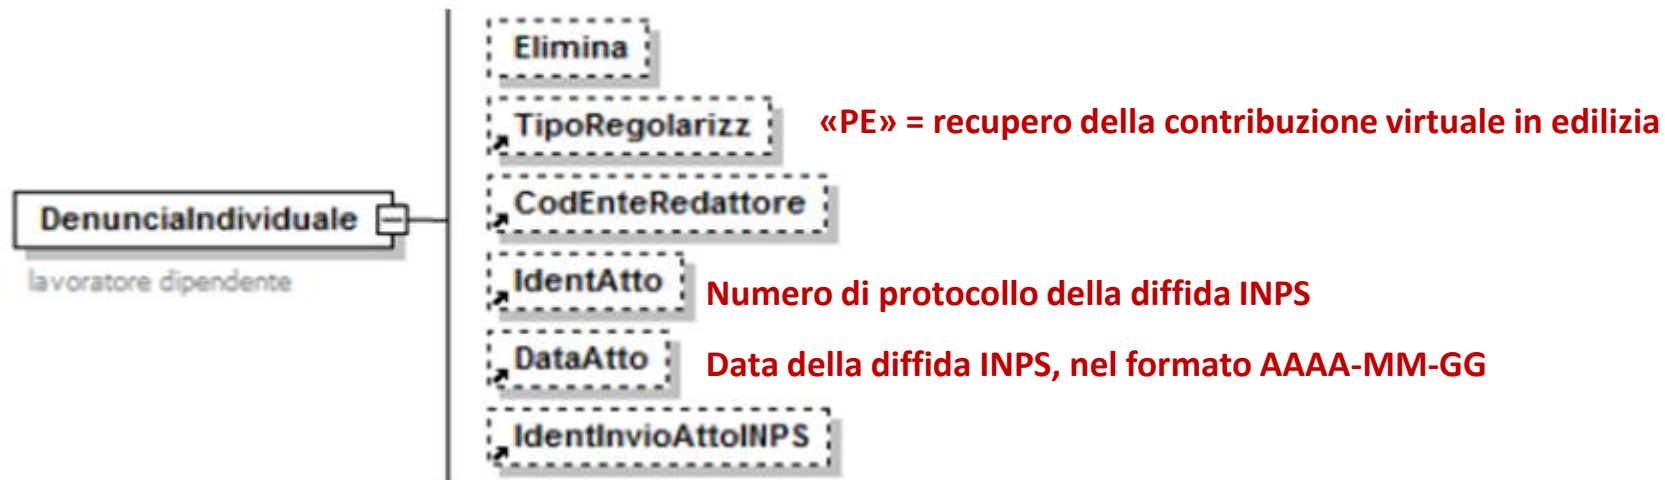 Elimina
TipoRegolarizz
«PE» = recupero della contribuzione virtuale in edilizia
CodEnteRedattore
DenunciaIndividuale
lavoratore dipendente
IdentAtto
Numero di protocollo della diffida INPS
DataAtto
Data della diffida INPS, nel formato AAAA-MM-GG
IdentInvioAttoINPS